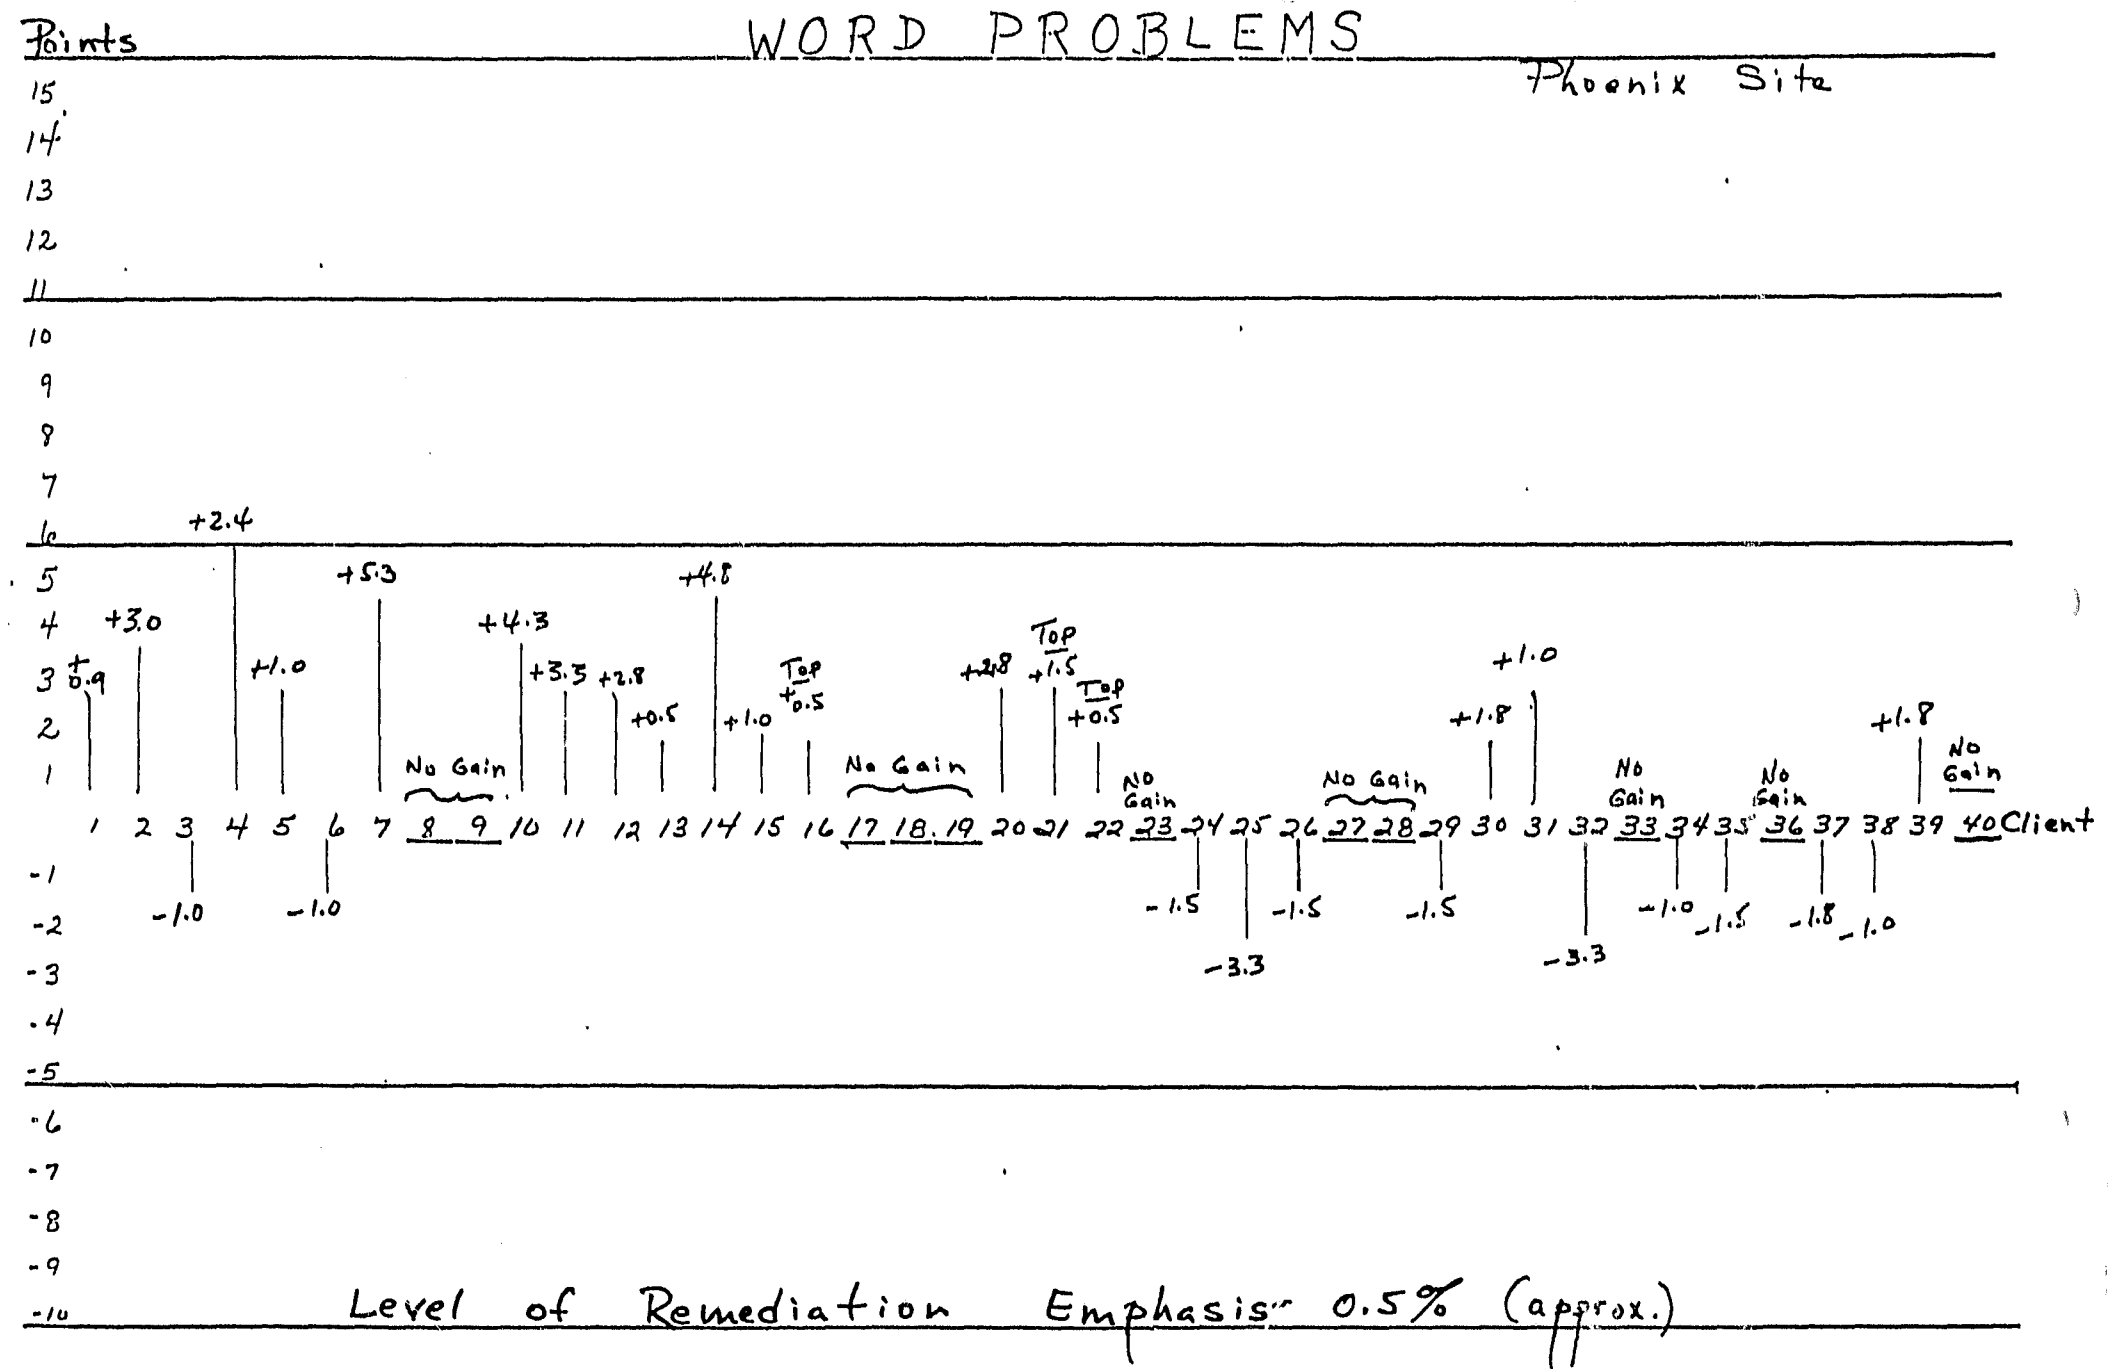 Points WORD PROBLEMS
Phoenix Site
15
14
13
12
11
10
9
8
7
+2.4
6
5 +5.3 +4.8
4 +3.0 +4.3 Top
3 +0.9 +1.0 +3.5 +2.8 Top +2.8 +1.5 Top +1.0
2 +0.5 +1.0 +0.5 +0.5 +1.8 +1.8
1 No Gain No Gain No Gain No Gain No Gain No Gain No Gain
1 2 3 4 5 6 7 8 9 10 11 12 13 14 15 16 17 18 19 20 21 22 23 24 25 26 27 28 29 30 31 32 33 34 35 36 37 38 39 40 Client
-1
-1.0 -1.0 -1.5 -1.5 -1.5 -1.0 -1.5 -1.8 -1.0
-2
-3.3 -3.3
-3
-4
-5
-6
-7
-8
-9
-10 Level of Remediation Emphasis- 0.5% (approx.)